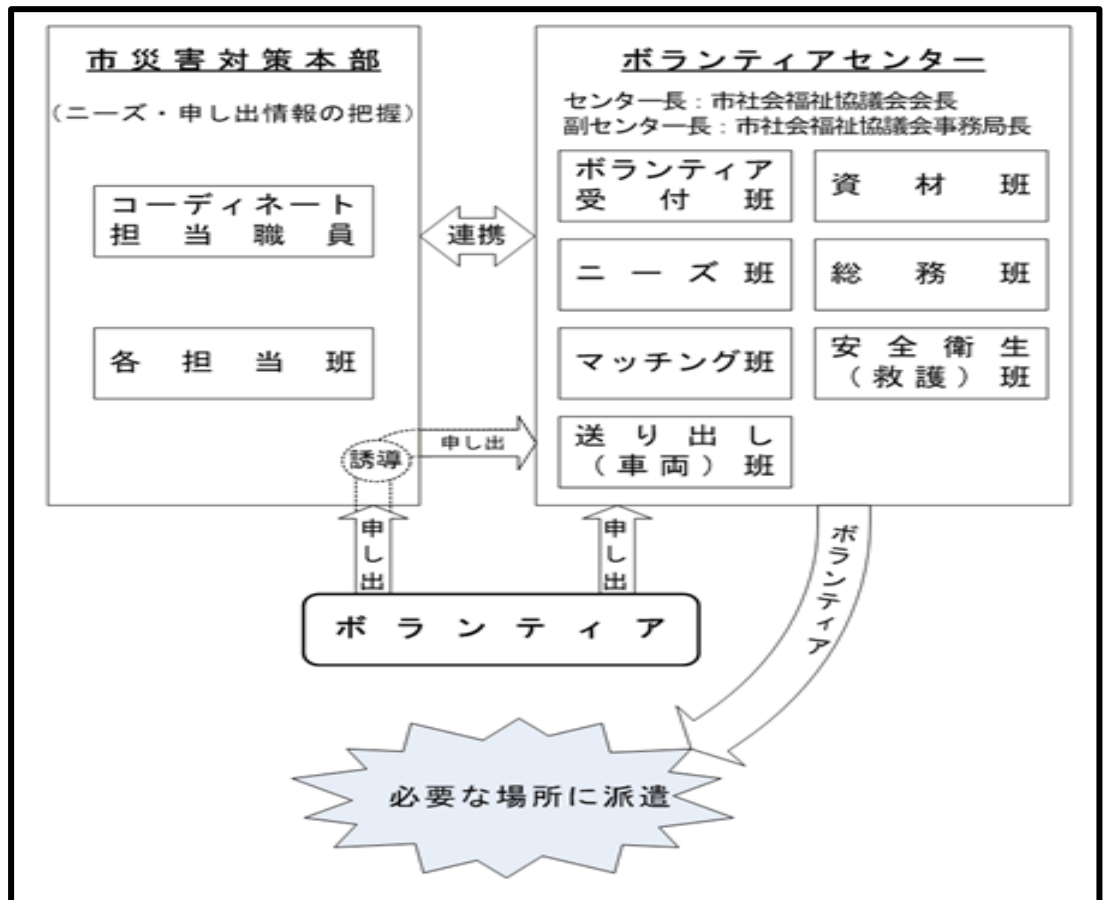 市災害対策本部
(ニーズ・申し出情報の把握)
コーディネート
担当職員
各担当班
連携
ボランティアセンター
センター長：市社会福祉協議会会長
副センター長：市社会福祉協議会事務局長
ボランティア
受付班
資材班
ニーズ班
総務班
マッチング班
安全衛生
（救護）班
送り出し
（車両）班
誘導
申し出
申し出
申し出
ボランティア
ボランティア
必要な場所に派遣